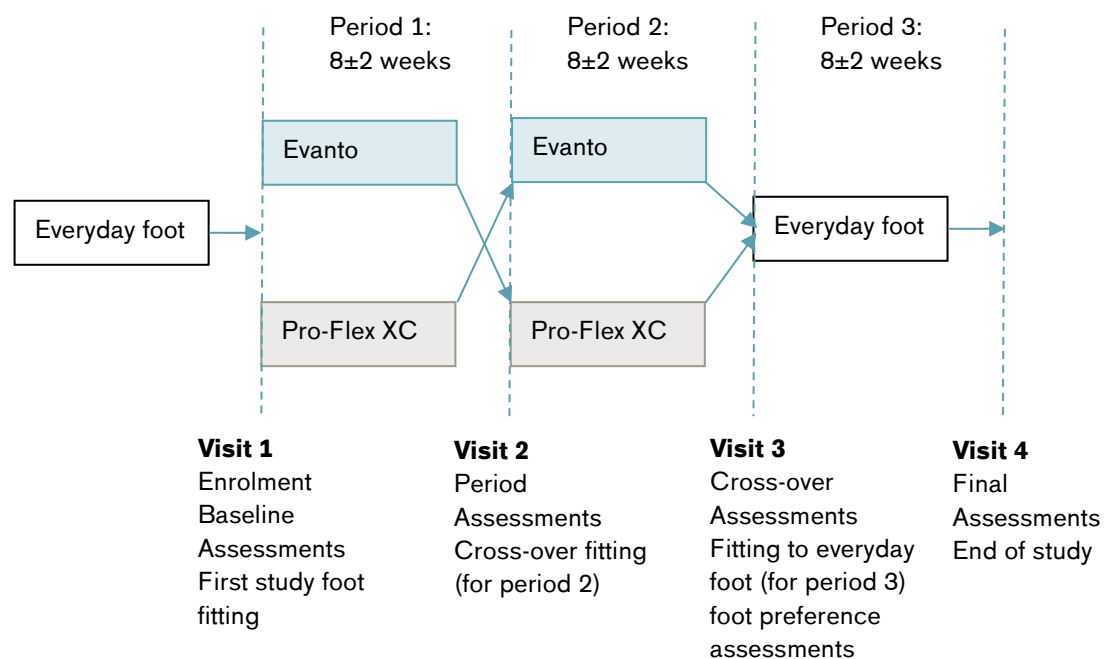 Period 1:
8±2 weeks
Period 2:
8±2 weeks
Period 3:
8±2 weeks
Evanto
Evanto
Everyday foot
Everyday foot
Pro-Flex XC
Pro-Flex XC
Visit 1
Enrolment
Baseline
Assessments
First study foot
fitting
Visit 2
Period
Assessments
Cross-over fitting
(for period 2)
Visit 3
Cross-over
Assessments
Fitting to everyday
foot (for period 3)
foot preference
assessments
Visit 4
Final
Assessments
End of study